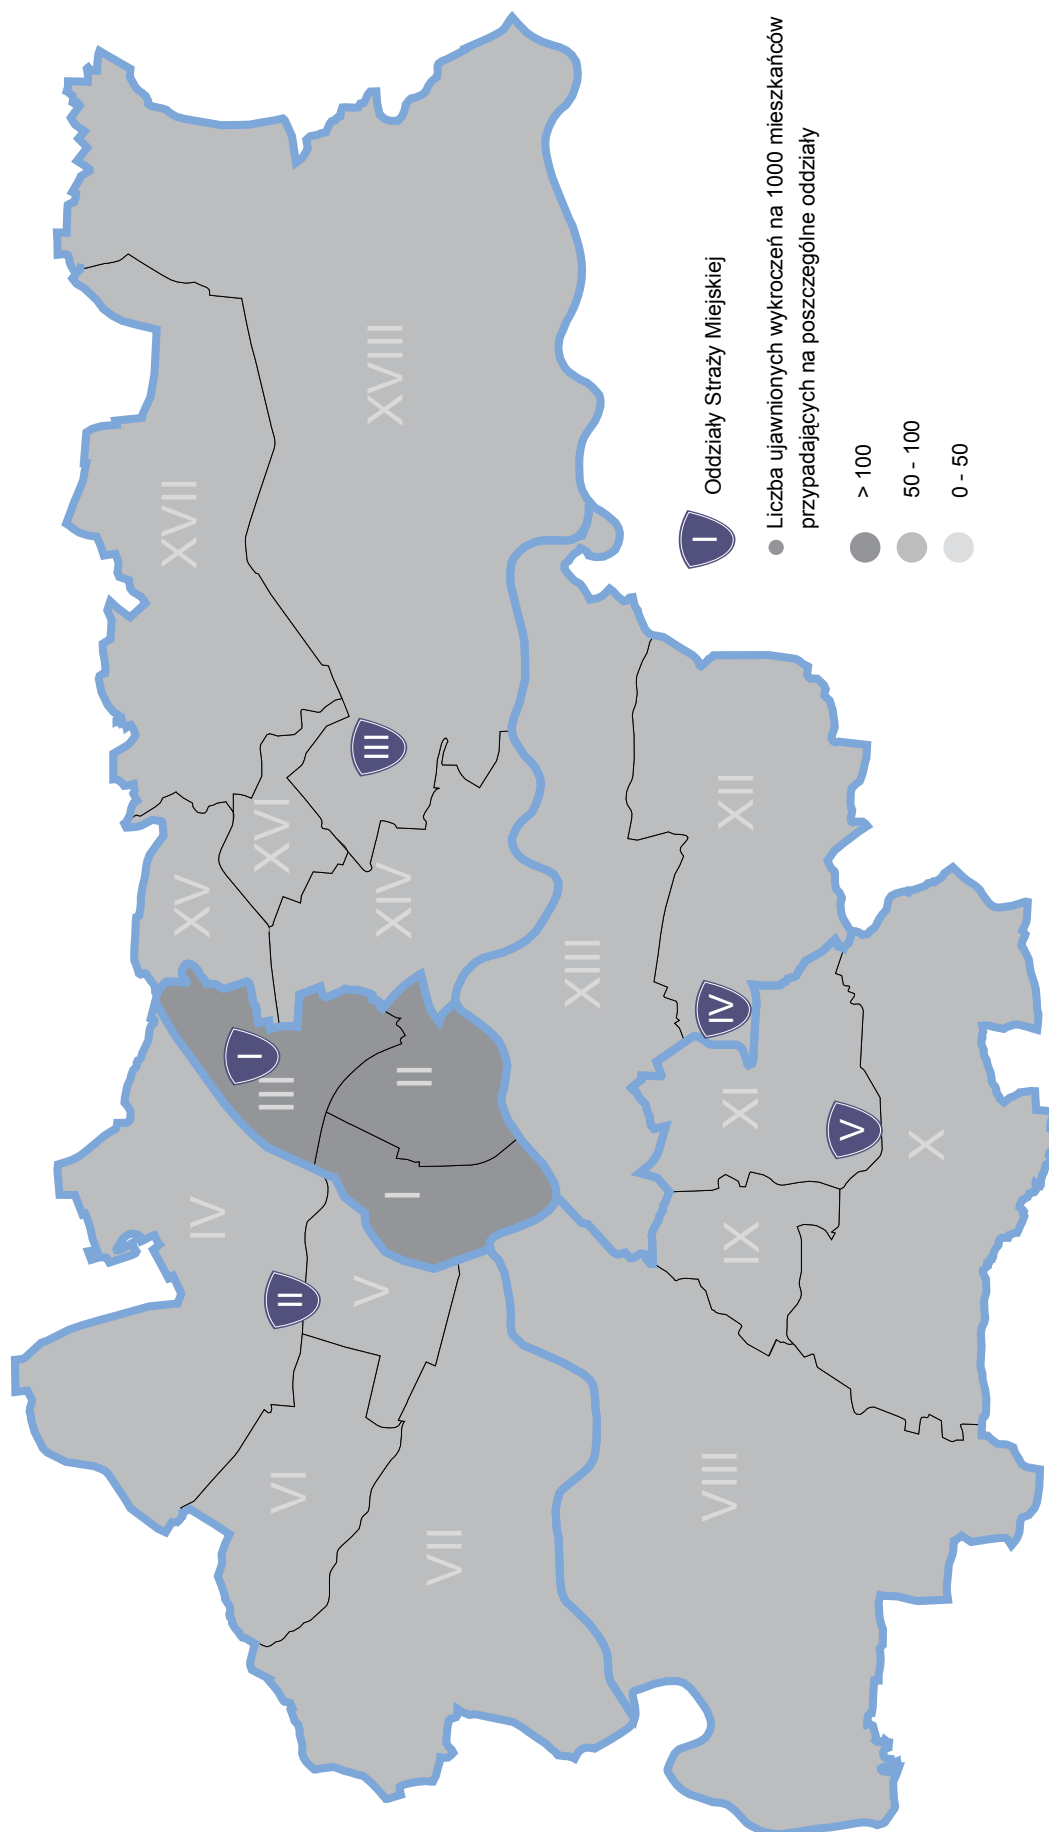 IV
XV
XVII
III
I
XVI
VI
II
V
I
II
XIV
III
XVIIII
VII
XIII
VIII
IX
XI
IV
XII
X
V
I
Oddziały Straży Miejskiej
Liczba ujawnionych wykroczeń na 1000 mieszkańców
przypadających na poszczególne oddziały
> 100
50 - 100
0 - 50